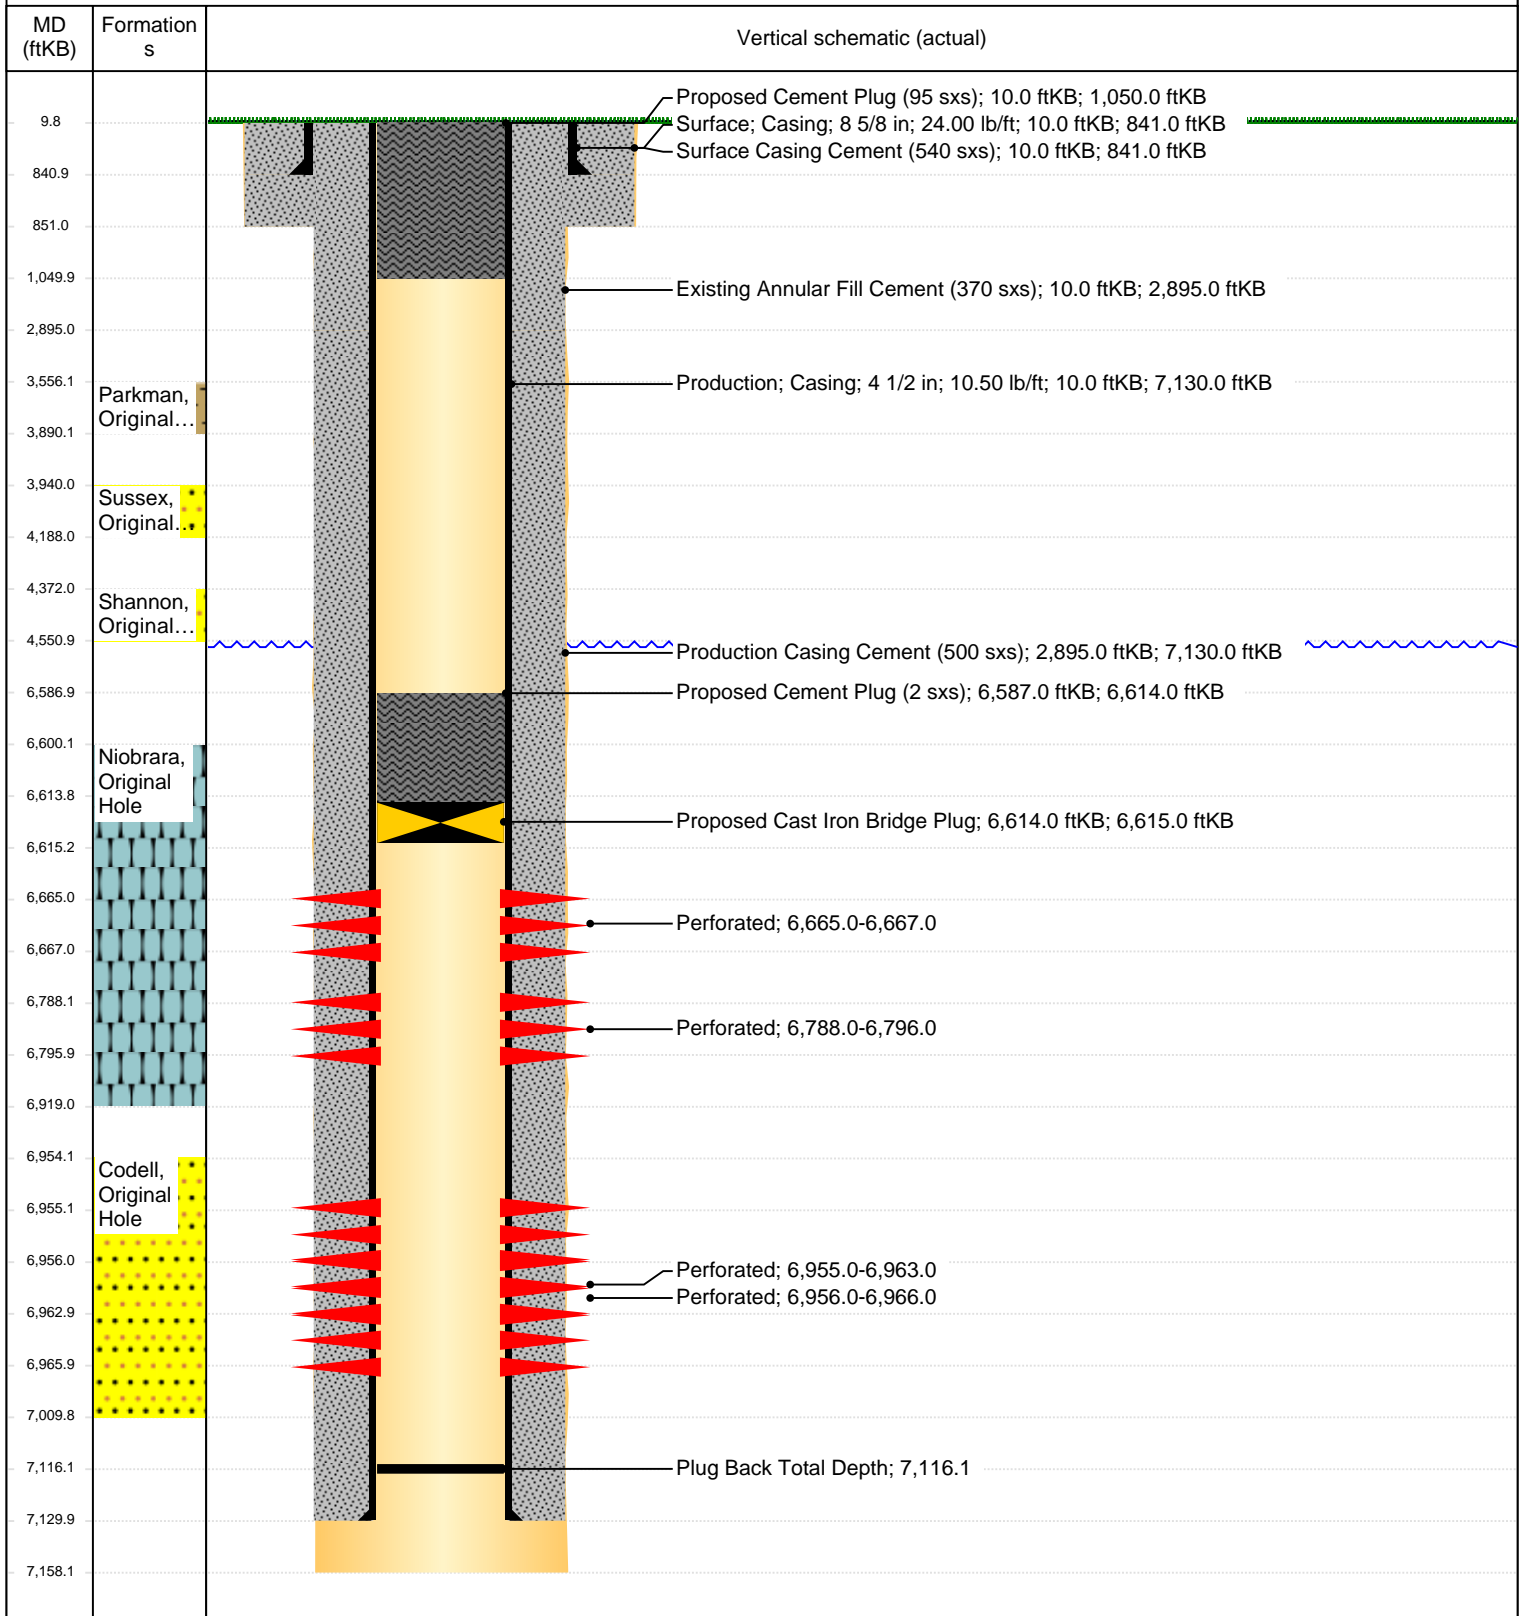 MD
(ftKB)
Formation
s
Vertical schematic (actual)
9.8
840.9
851.0
1,049.9
2,895.0
3,556.1
3,890.1
3,940.0
4,188.0
4,372.0
4,550.9
6,586.9
6,600.1
6,613.8
6,615.2
6,665.0
6,667.0
6,788.1
6,795.9
6,919.0
6,954.1
6,955.1
6,956.0
6,962.9
6,965.9
7,009.8
7,116.1
7,129.9
7,158.1
Parkman,
Original…
Sussex,
Original…
Shannon,
Original…
Niobrara,
Original
Hole
Codell,
Original
Hole
Proposed Cement Plug (95 sxs); 10.0 ftKB; 1,050.0 ftKB
Surface; Casing; 8 5/8 in; 24.00 lb/ft; 10.0 ftKB; 841.0 ftKB
Surface Casing Cement (540 sxs); 10.0 ftKB; 841.0 ftKB
Existing Annular Fill Cement (370 sxs); 10.0 ftKB; 2,895.0 ftKB
Production; Casing; 4 1/2 in; 10.50 lb/ft; 10.0 ftKB; 7,130.0 ftKB
Production Casing Cement (500 sxs); 2,895.0 ftKB; 7,130.0 ftKB
Proposed Cement Plug (2 sxs); 6,587.0 ftKB; 6,614.0 ftKB
Proposed Cast Iron Bridge Plug; 6,614.0 ftKB; 6,615.0 ftKB
Perforated; 6,665.0-6,667.0
Perforated; 6,788.0-6,796.0
Perforated; 6,955.0-6,963.0
Perforated; 6,956.0-6,966.0
Plug Back Total Depth; 7,116.1